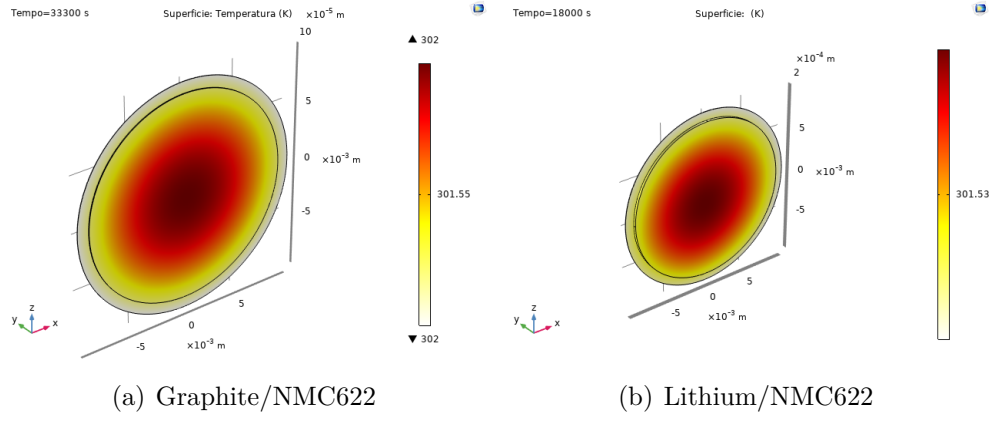 Tempo=33300 s
Superficie: Temperatura (K)
×10⁻⁵ m
10
5
0
×10⁻³ m
-5
5
0
-5
×10⁻³ m
z
y
x
▲ 302
301.55
▼ 302
(a) Graphite/NMC622
Tempo=18000 s
Superficie: (K)
×10⁻⁴ m
2
5
0
×10⁻³ m
-5
5
0
-5
×10⁻³ m
z
y
x
301.53
(b) Lithium/NMC622